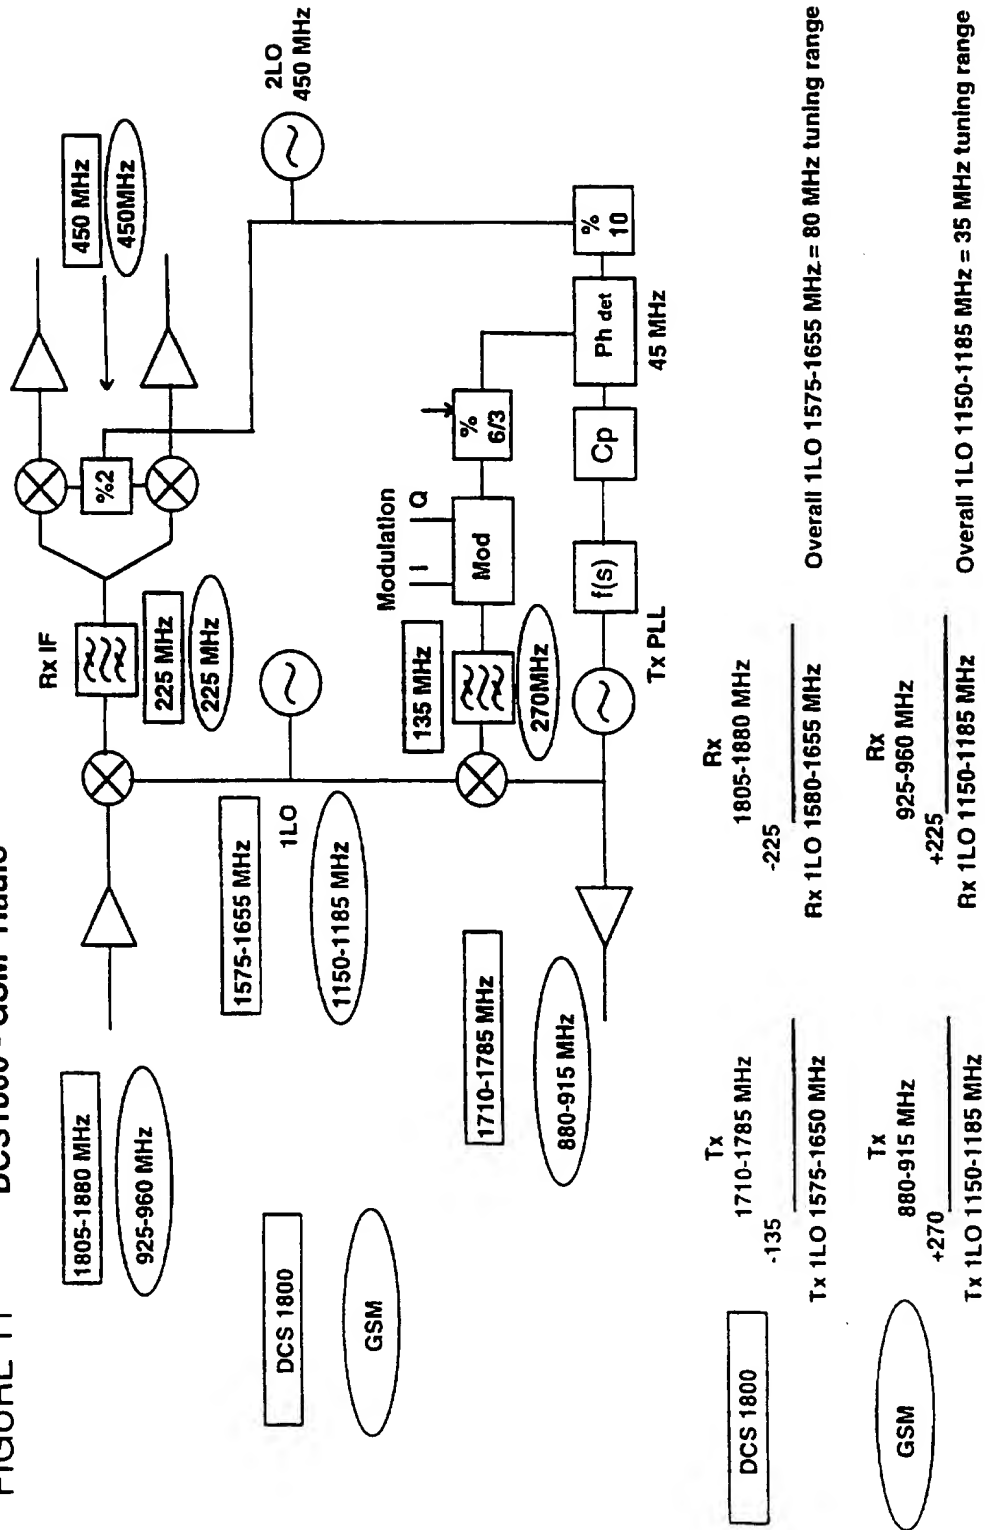 FIGURE 11 DCS1800 - GSM Radio
1805-1880 MHz
925-960 MHz
Rx IF
225 MHz
225 MHz
%2
450 MHz
450MHz
2LO
450 MHz
1575-1655 MHz
1LO
1150-1185 MHz
DCS 1800
GSM
Modulation
I Q
135 MHz
270MHz
Mod
%
6/3
1710-1785 MHz
880-915 MHz
Tx PLL
f(s)
Cp
Ph det
45 MHz
%
10
DCS 1800
Tx
1710-1785 MHz
-135
Tx 1LO 1575-1650 MHz
Rx
1805-1880 MHz
-225
Rx 1LO 1580-1655 MHz
Overall 1LO 1575-1655 MHz = 80 MHz tuning range
GSM
Tx
880-915 MHz
+270
Tx 1LO 1150-1185 MHz
Rx
925-960 MHz
+225
Rx 1LO 1150-1185 MHz
Overall 1LO 1150-1185 MHz = 35 MHz tuning range